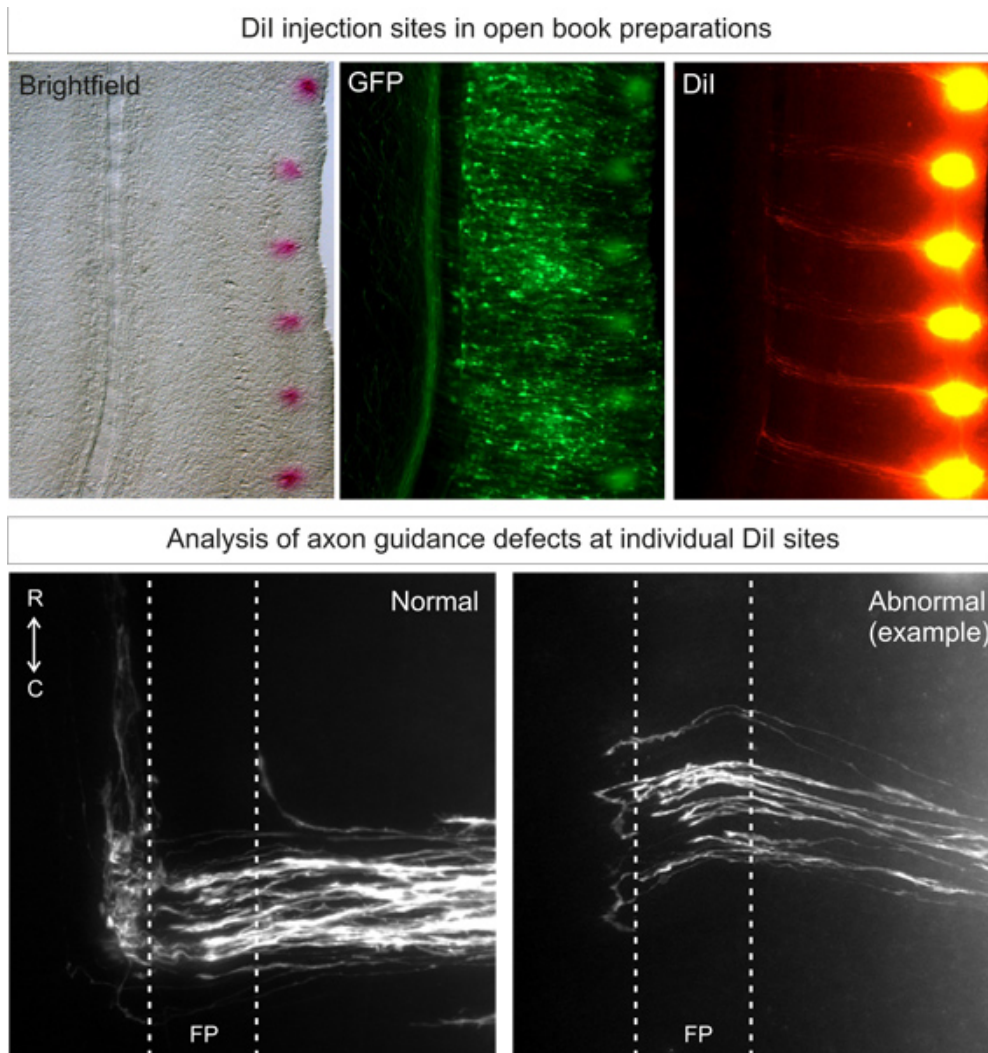 DiI injection sites in open book preparations
Brightfield
GFP
DiI
Analysis of axon guidance defects at individual DiI sites
R
C
Normal
FP
Abnormal
(example)
FP